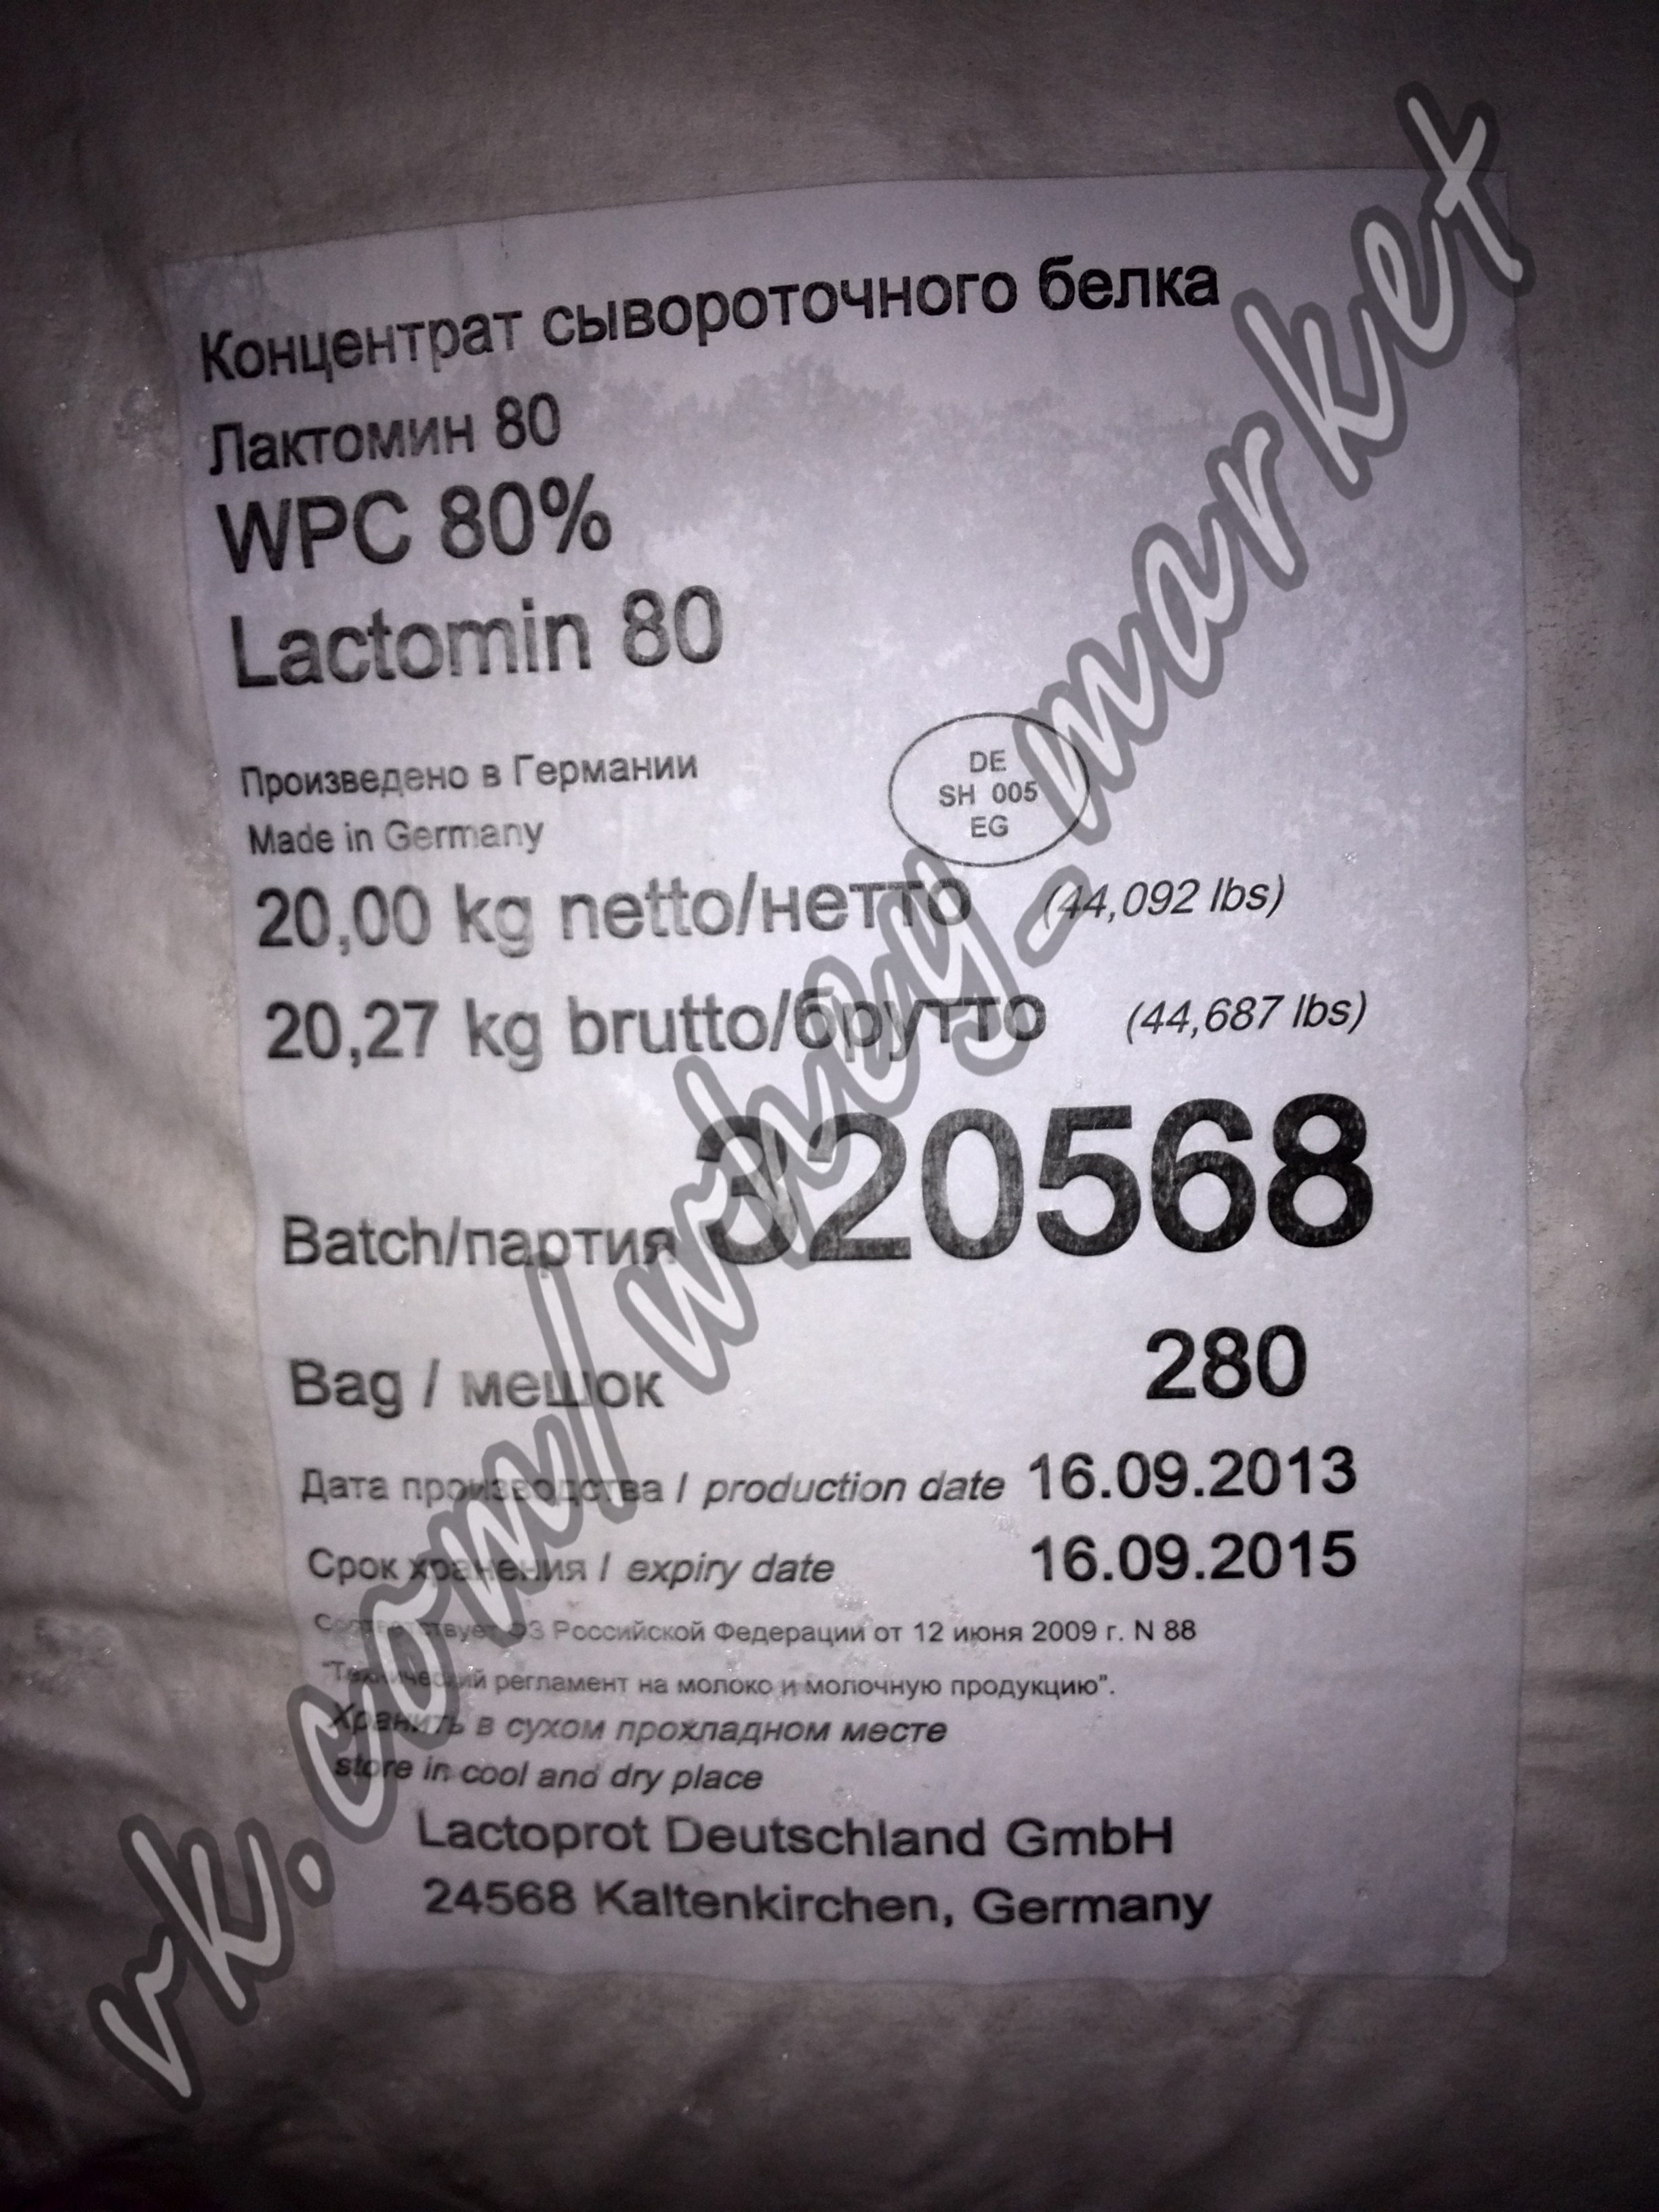 Концентрат сывороточного белка
Лактомин 80
WPC 80%
Lactomin 80
Произведено в Германии
Made in Germany
DE
SH 005
EG
20,00 kg netto/нетто (44,092 lbs)
20,27 kg brutto/брутто (44,687 lbs)
Batch/партия 320568
Bag / мешок 280
Дата производства / production date 16.09.2013
Срок хранения / expiry date 16.09.2015
Соответствует ФЗ Российской Федерации от 12 июня 2009 г. N 88
"Технический регламент на молоко и молочную продукцию".
Хранить в сухом прохладном месте
store in cool and dry place
Lactoprot Deutschland GmbH
24568 Kaltenkirchen, Germany
vk.com/whey_market